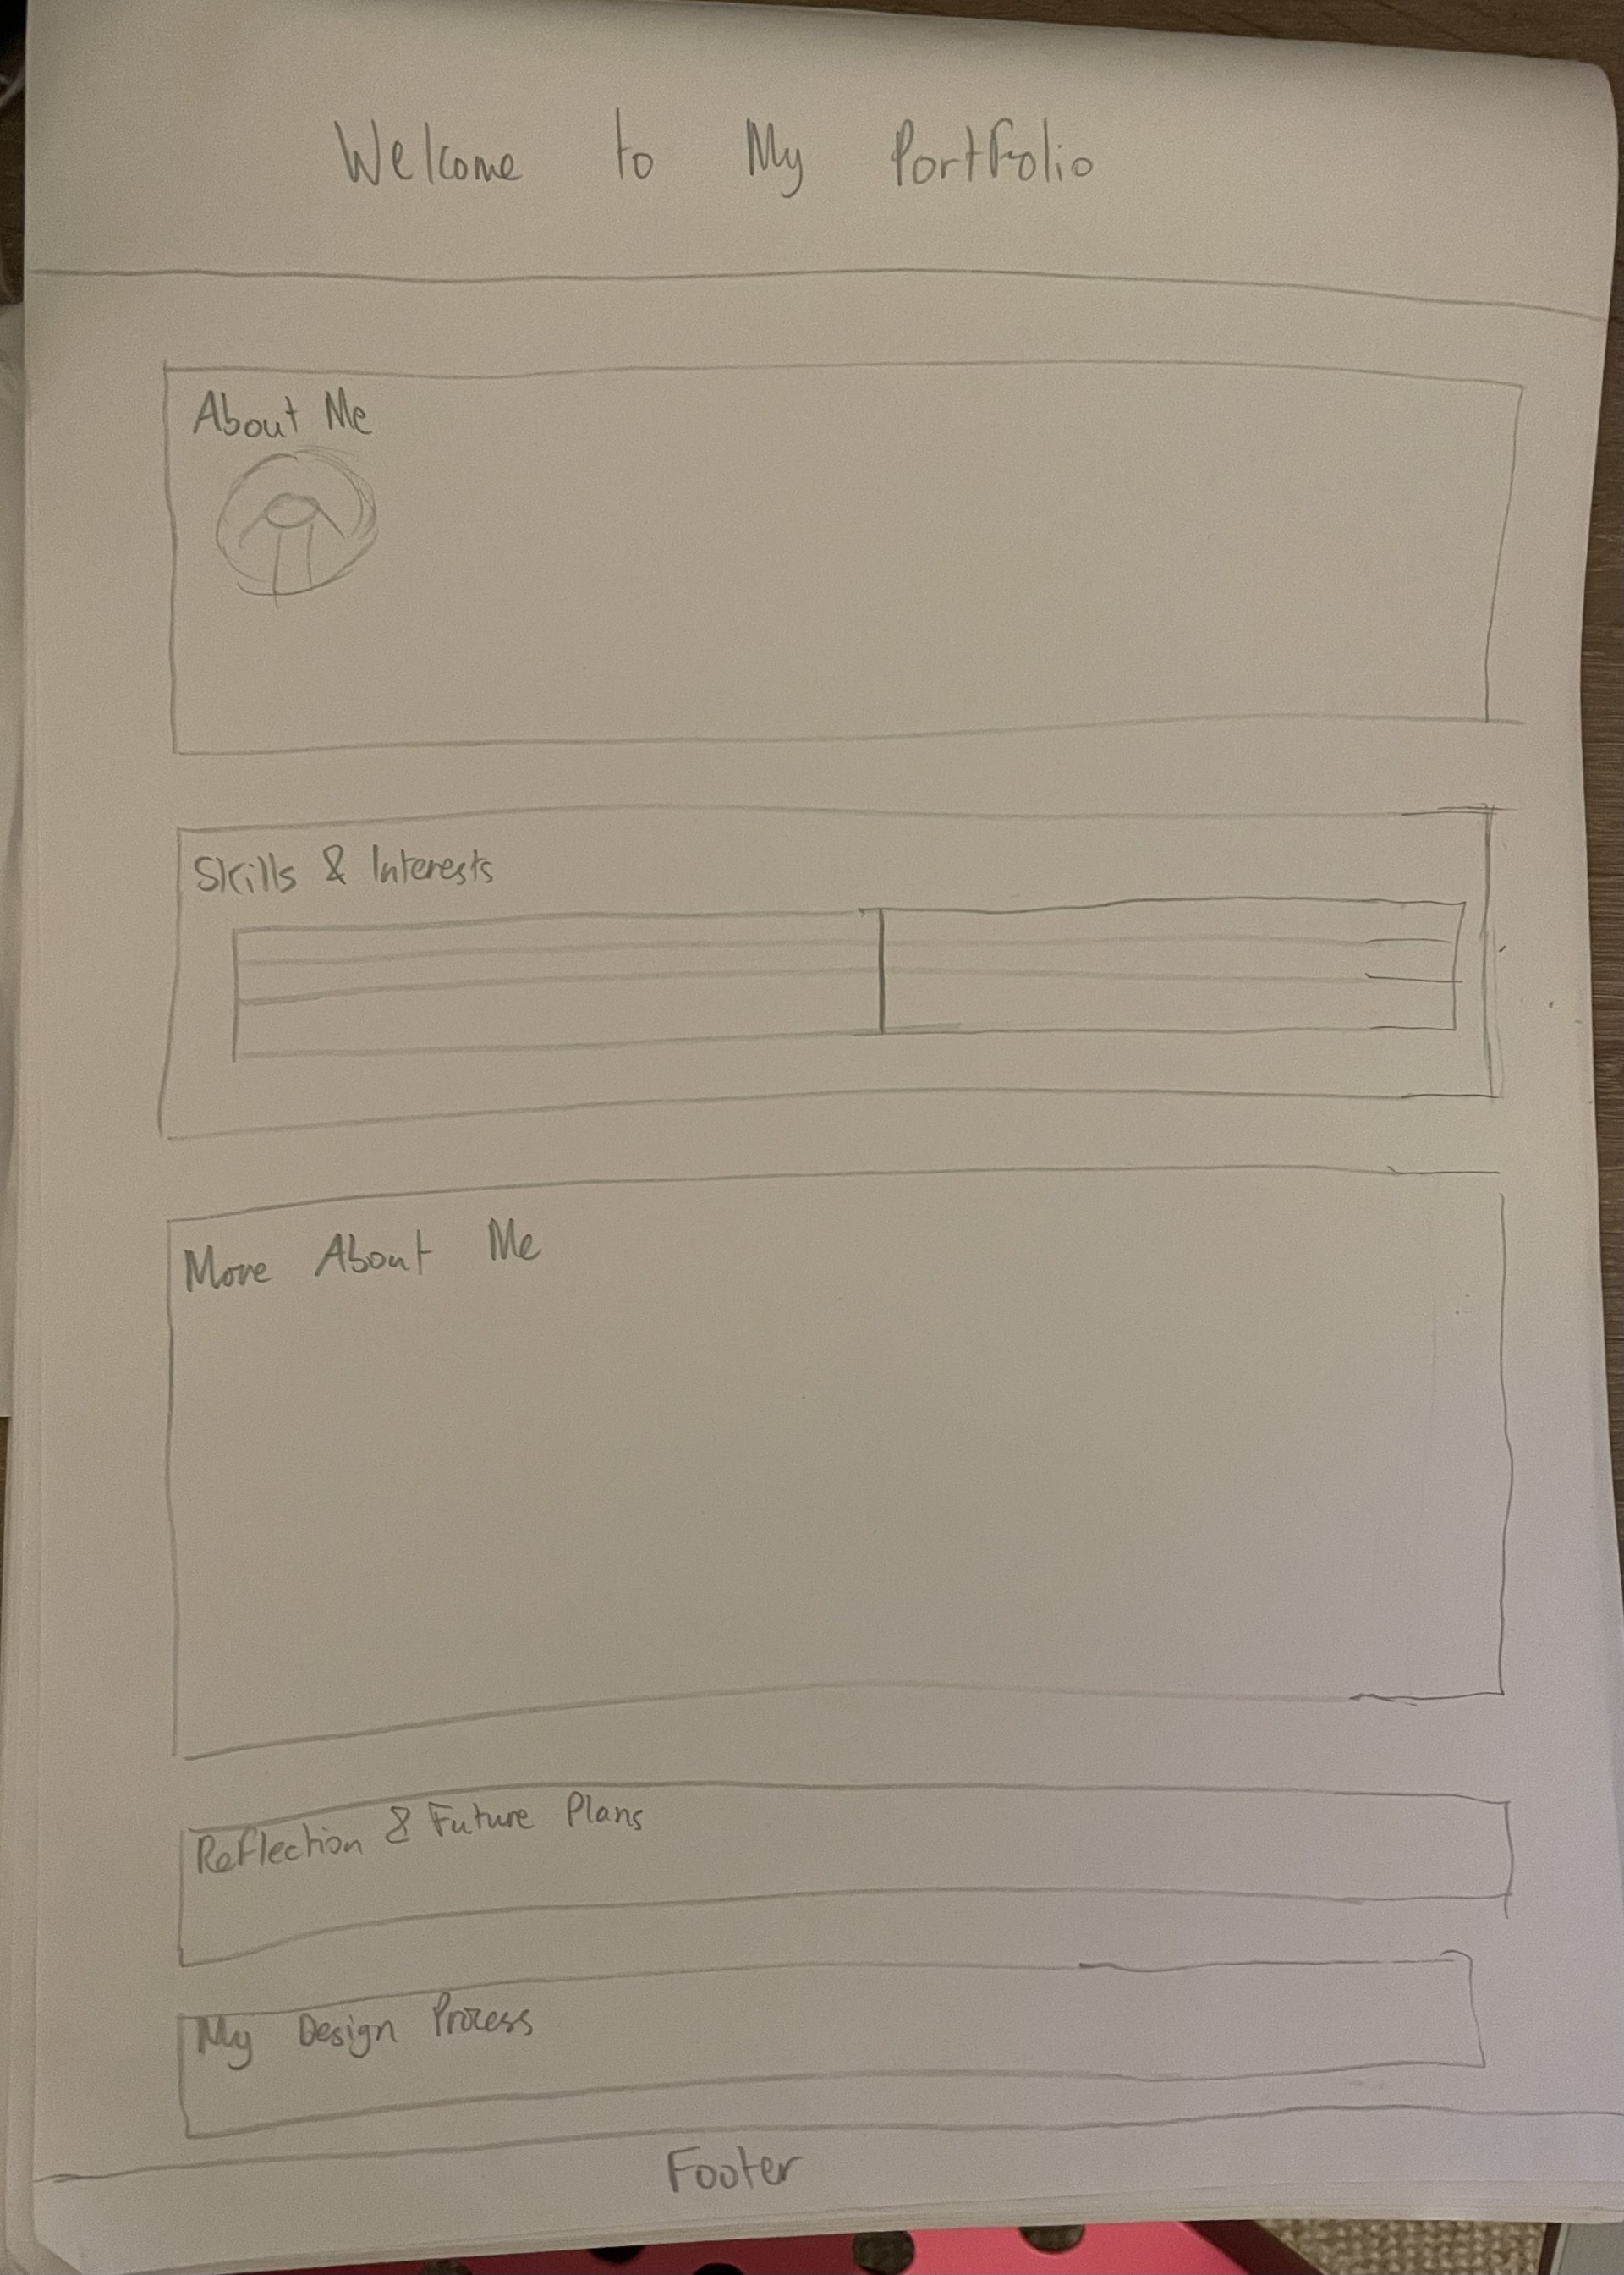 Welcome to My Portfolio
About Me
Skills & Interests
More About Me
Reflection & Future Plans
My Design Process
Footer